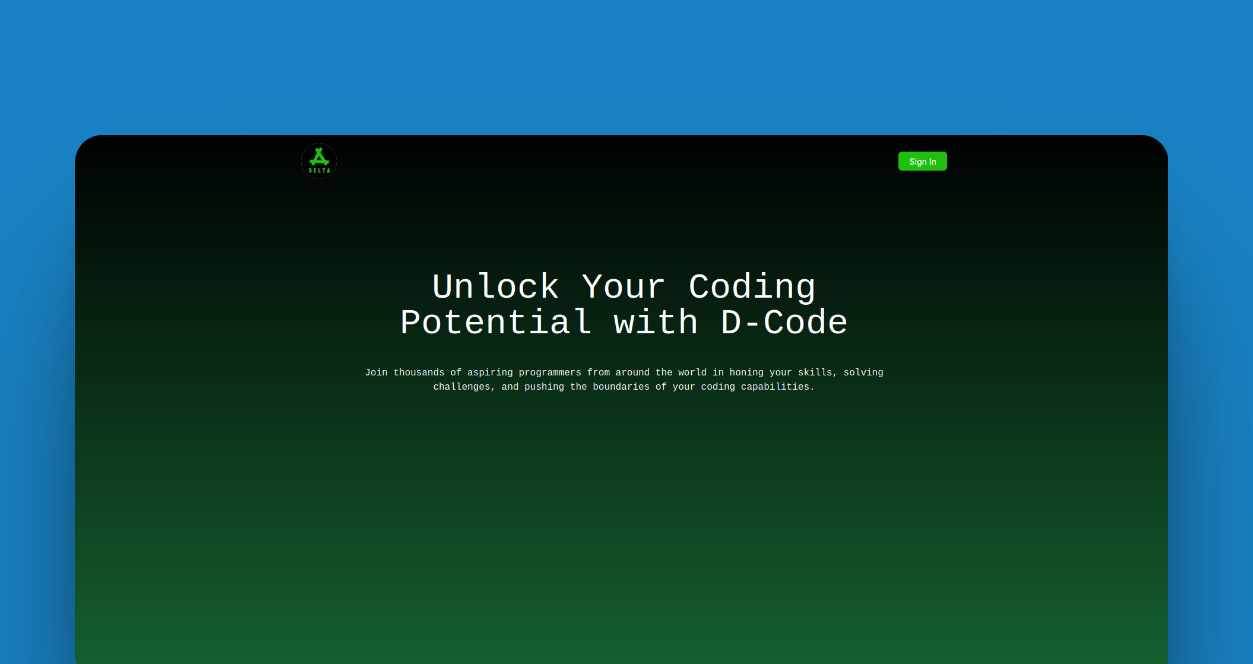 DELTA
Sign In
Unlock Your Coding
Potential with D-Code
Join thousands of aspiring programmers from around the world in honing your skills, solving
challenges, and pushing the boundaries of your coding capabilities.